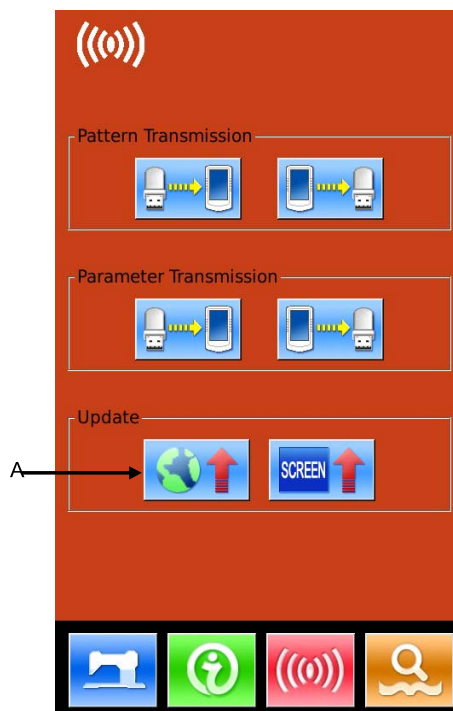 Pattern Transmission
Parameter Transmission
Update
A
SCREEN